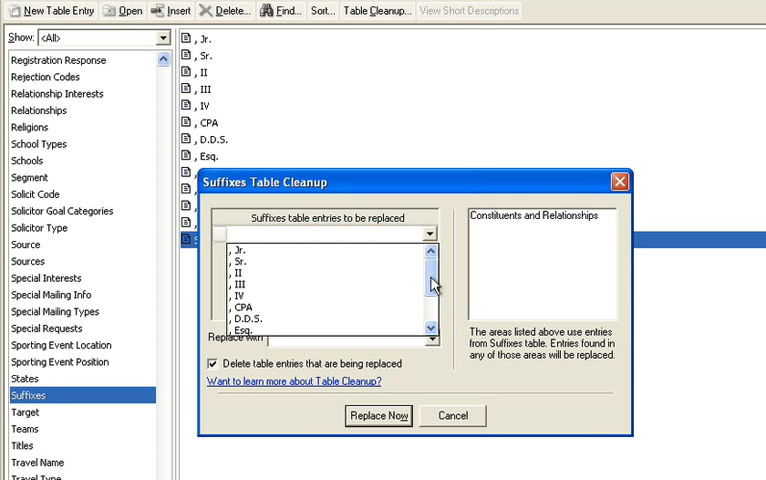 New Table Entry Open Insert Delete... Find... Sort... Table Cleanup... View Short Descriptions
Show: <All>
Registration Response
Rejection Codes
Relationship Interests
Relationships
Religions
School Types
Schools
Segment
Solicit Code
Solicitor Goal Categories
Solicitor Type
Source
Sources
Special Interests
Special Mailing Info
Special Mailing Types
Special Requests
Sporting Event Location
Sporting Event Position
States
Suffixes
Target
Teams
Titles
Travel Name
Travel Type
, Jr.
, Sr.
, II
, III
, IV
, CPA
, D.D.S.
, Esq.
Suffixes Table Cleanup
Suffixes table entries to be replaced
, Jr.
, Sr.
, II
, III
, IV
, CPA
, D.D.S.
, Esq.
Replace with
Delete table entries that are being replaced
Want to learn more about Table Cleanup?
Constituents and Relationships
The areas listed above use entries
from Suffixes table. Entries found in
any of those areas will be replaced.
Replace Now Cancel